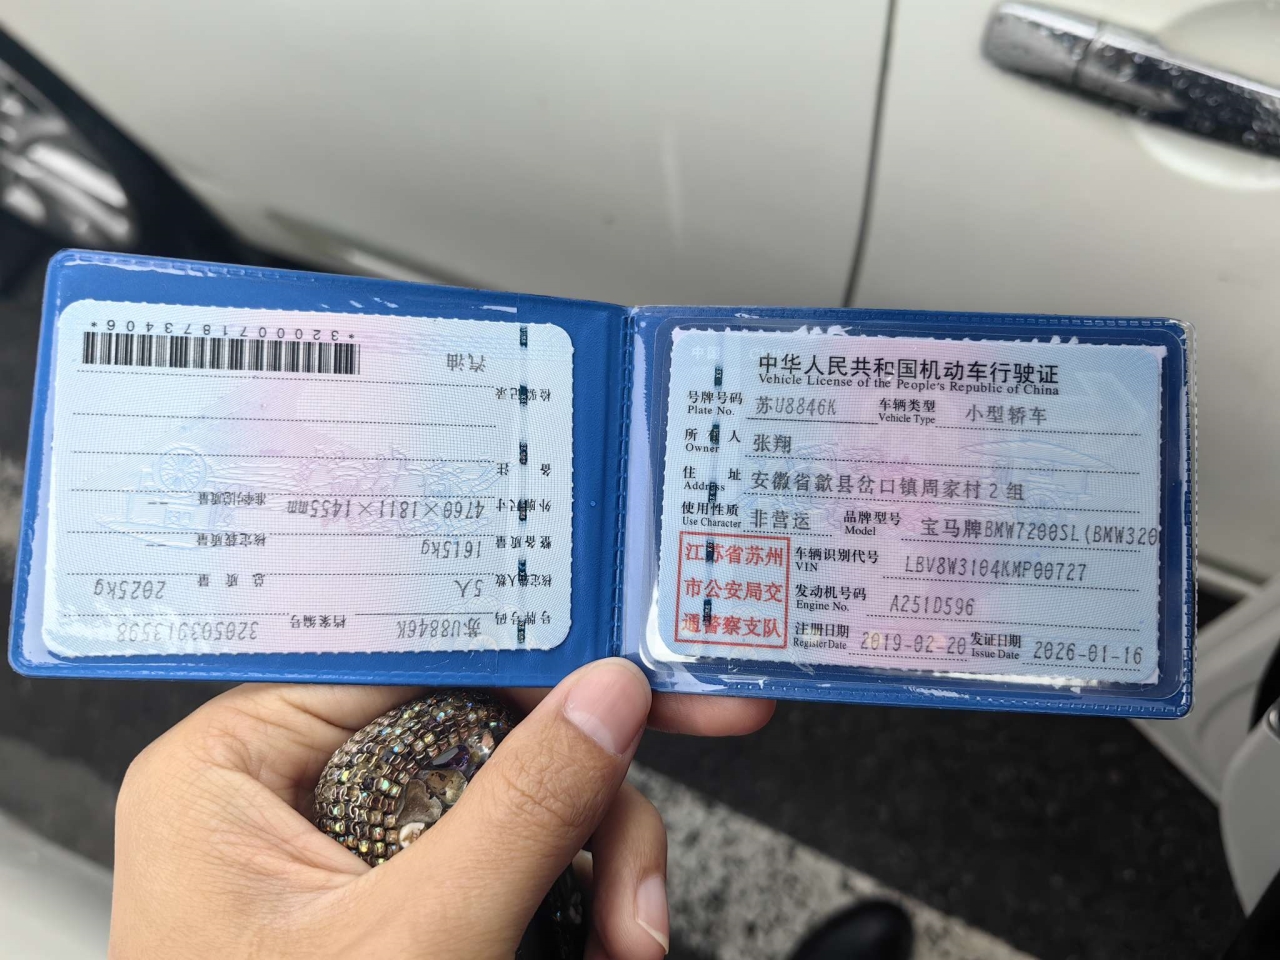 中华人民共和国机动车行驶证
Vehicle License of the People's Republic of China
号牌号码 苏U8846K 车辆类型 小型轿车
Plate No. Vehicle Type
所有人 张翔
Owner
住址 安徽省歙县岔口镇周家村2组
Address
使用性质 非营运 品牌型号 宝马牌BMW7200SL(BMW320
Use Character Model
江苏省苏州
市公安局交
通警察支队
车辆识别代号 LBV8W3104KMP00727
VIN
发动机号码 A251D596
Engine No.
注册日期 2019-02-20 发证日期 2026-01-16
Register Date Issue Date
号牌号码 苏U8846K 档案编号 320503913598
核定载人数 5人 总质量 2025kg
整备质量 1615kg 核定载质量 --
外廓尺寸 4760×1811×1455mm 准牵引总质量 --
备注
检验记录
汽油
*3200071873406*